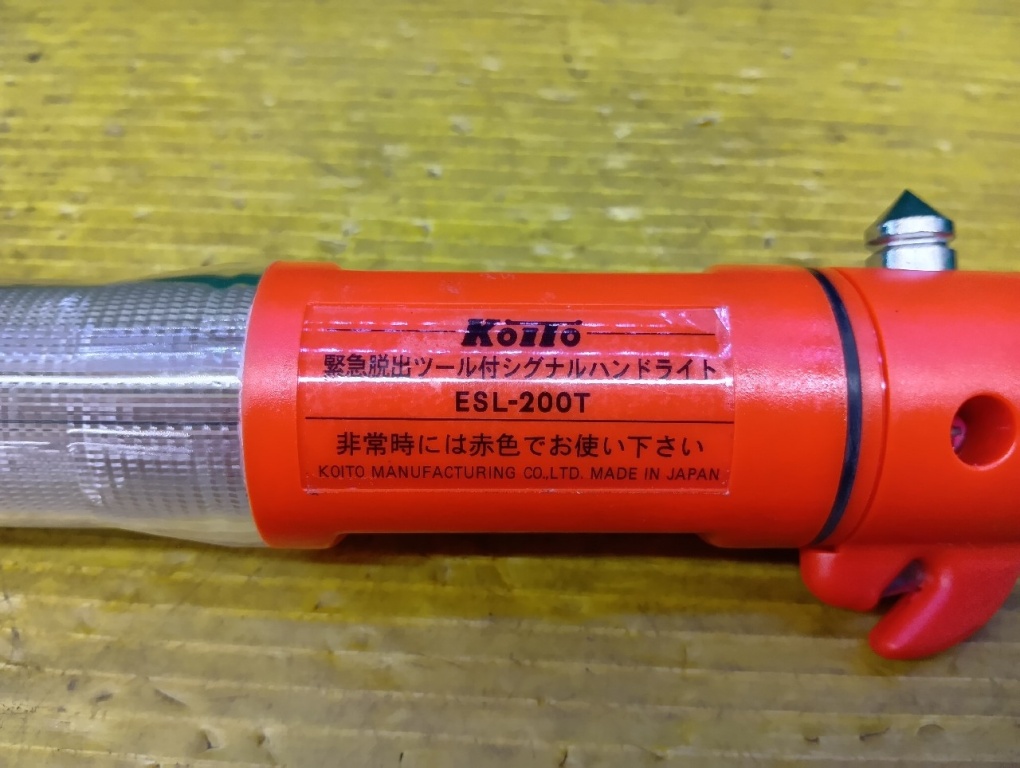 Koito
緊急脱出ツール付シグナルハンドライト
ESL-200T
非常時には赤色でお使い下さい
KOITO MANUFACTURING CO.,LTD. MADE IN JAPAN